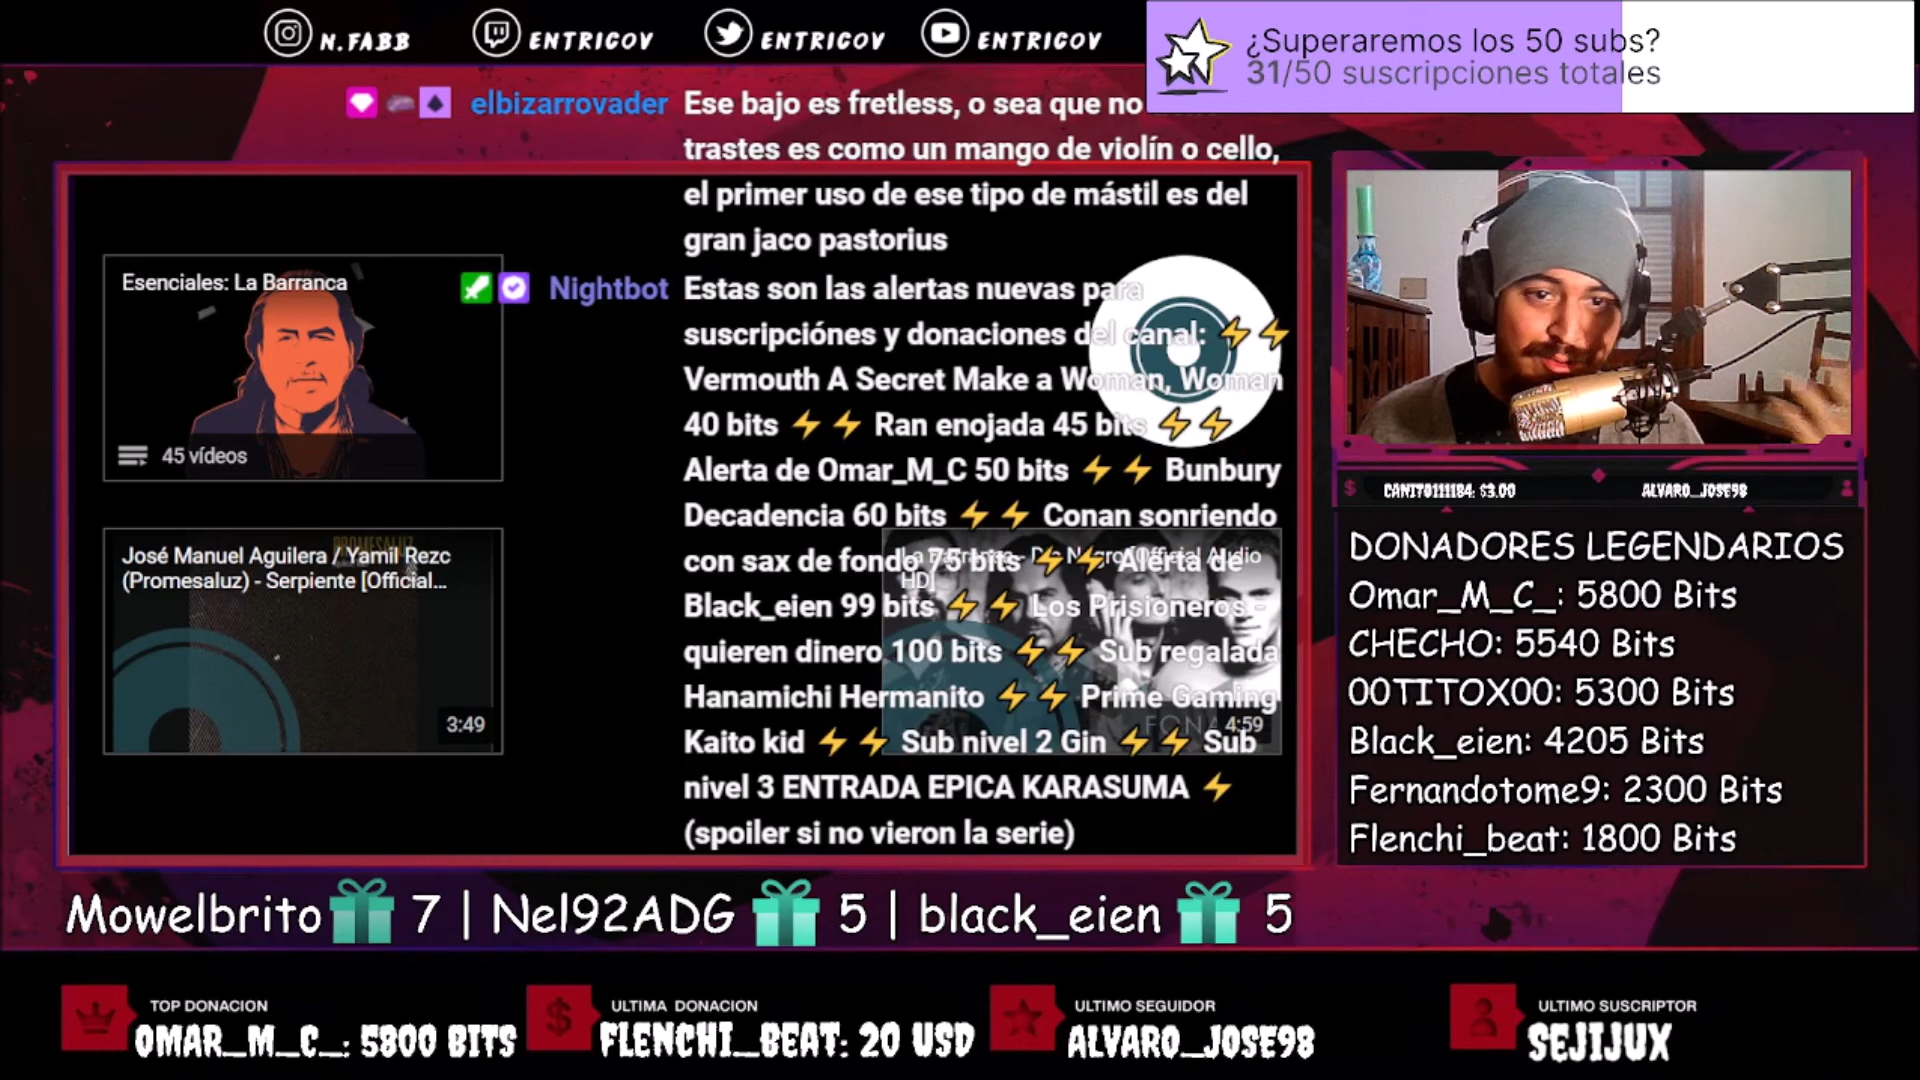 N.FABB
ENTRIGOV
ENTRIGOV
ENTRIGOV
¿Superaremos los 50 subs?
31/50 suscripciones totales
elbizarrovader Ese bajo es fretless, o sea que no
trastes es como un mango de violín o cello,
el primer uso de ese tipo de mástil es del
gran jaco pastorius
Nightbot Estas son las alertas nuevas para
suscripciónes y donaciones del canal: ⚡ ⚡
Vermouth A Secret Make a Woman, Woman
40 bits ⚡ ⚡ Ran enojada 45 bits ⚡ ⚡
Alerta de Omar_M_C 50 bits ⚡ ⚡ Bunbury
Decadencia 60 bits ⚡ ⚡ Conan sonriendo
con sax de fondo 75 bits ⚡ ⚡ Alerta de
Black_eien 99 bits ⚡ ⚡ Los Prisioneros -
quieren dinero 100 bits ⚡ ⚡ Sub regalada
Hanamichi Hermanito ⚡ ⚡ Prime Gaming
Kaito kid ⚡ ⚡ Sub nivel 2 Gin ⚡ ⚡ Sub
nivel 3 ENTRADA EPICA KARASUMA ⚡
(spoiler si no vieron la serie)
Esenciales: La Barranca
45 vídeos
José Manuel Aguilera / Yamil Rezc
(Promesaluz) - Serpiente [Official...
3:49
Official Audio
HD]
4:59
CANITO111184: $3.00
ALVARO_JOSE98
DONADORES LEGENDARIOS
Omar_M_C_: 5800 Bits
CHECHO: 5540 Bits
00TITOX00: 5300 Bits
Black_eien: 4205 Bits
Fernandotome9: 2300 Bits
Flenchi_beat: 1800 Bits
Mowelbrito 7 | Nel92ADG 5 | black_eien 5
TOP DONACION
OMAR_M_C_: 5800 BITS
ULTIMA DONACION
FLENCHI_BEAT: 20 USD
ULTIMO SEGUIDOR
ALVARO_JOSE98
ULTIMO SUSCRIPTOR
SEJIJUX